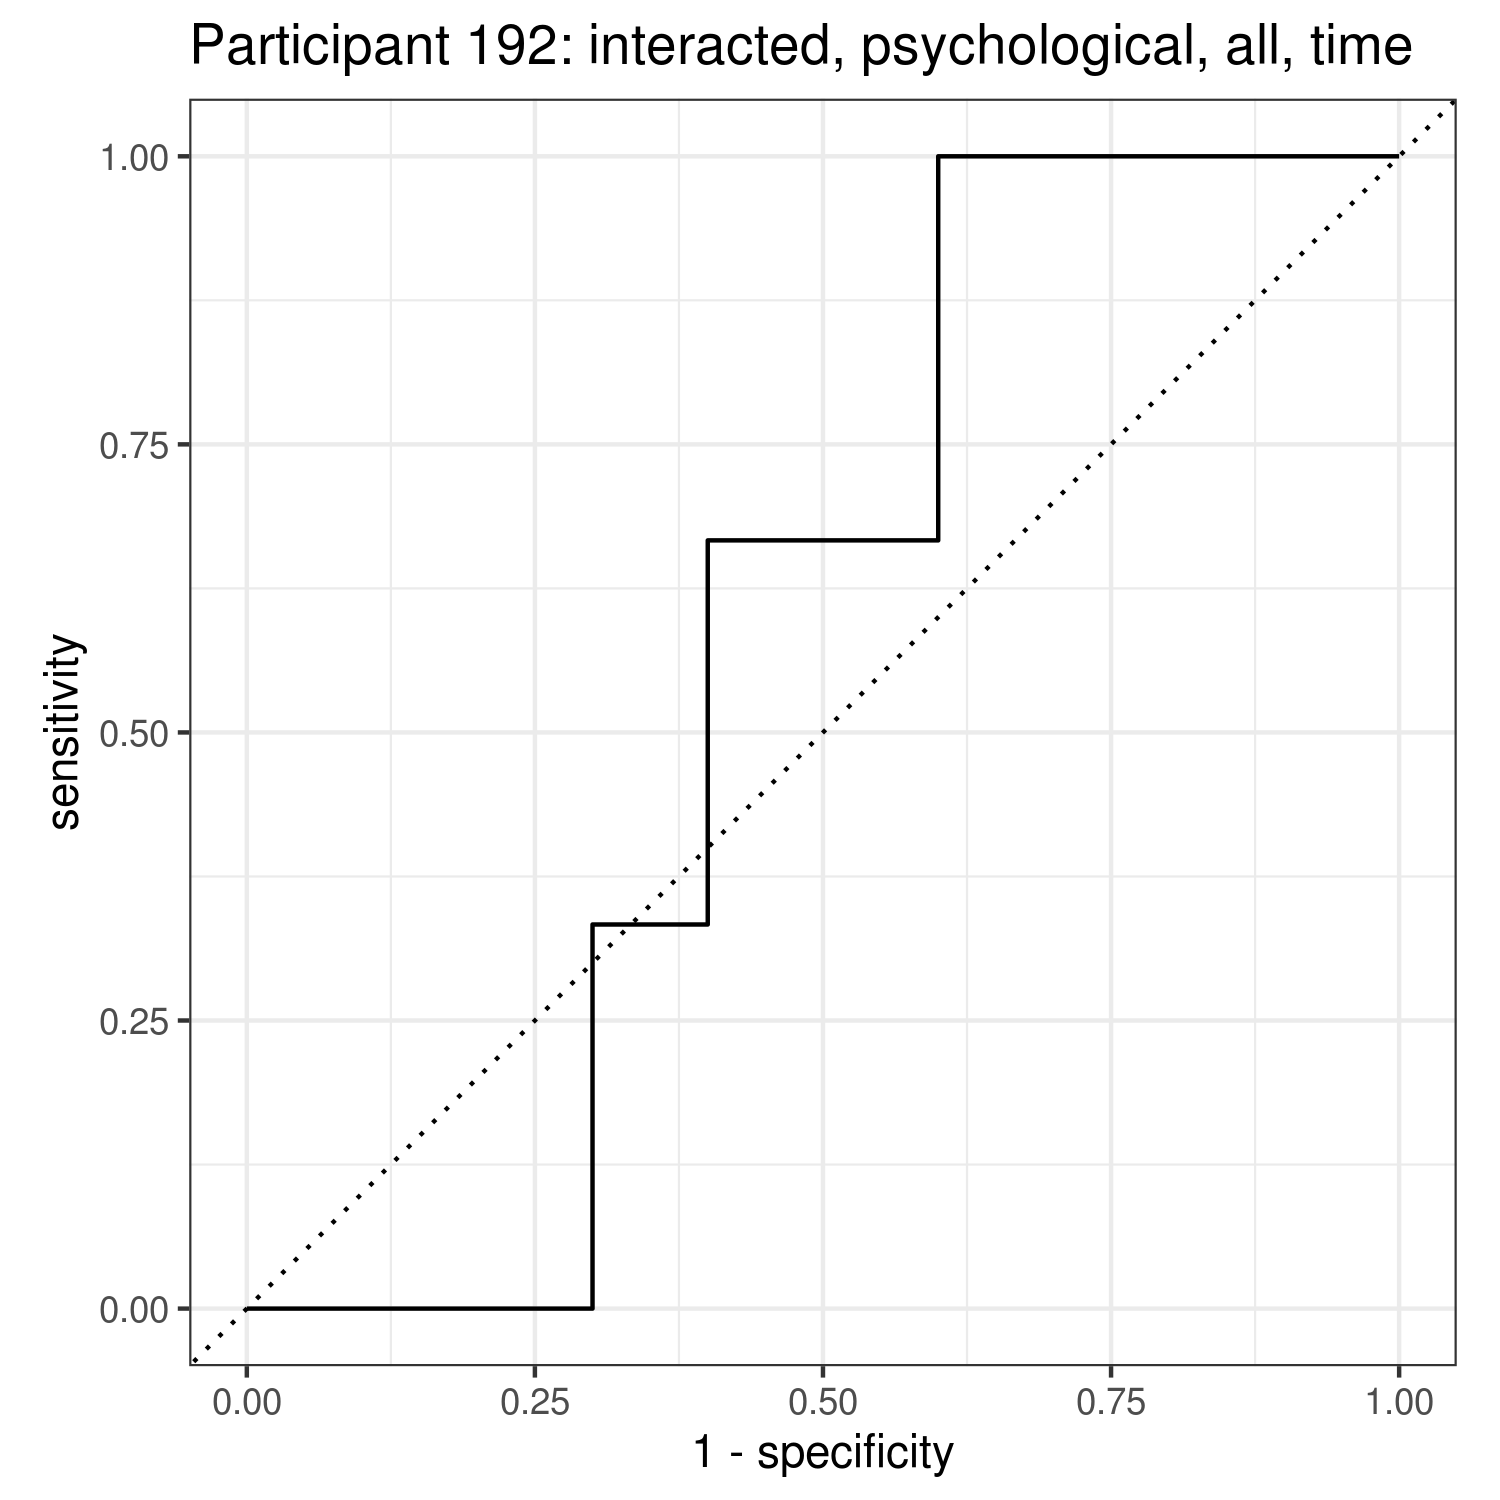 Participant 192: interacted, psychological, all, time
1.00
0.75
0.50
0.25
0.00
sensitivity
0.00 0.25 0.50 0.75 1.00
1 - specificity